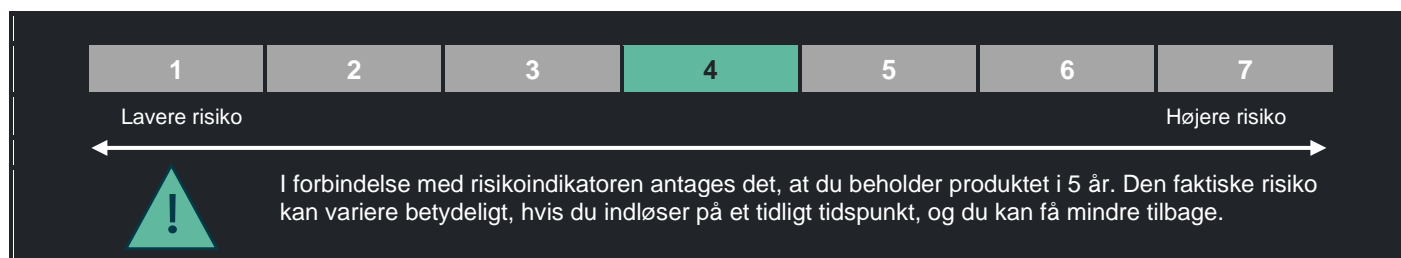 1 2 3 4 5 6 7
Lavere risiko Højere risiko
!
I forbindelse med risikoindikatoren antages det, at du beholder produktet i 5 år. Den faktiske risiko
kan variere betydeligt, hvis du indløser på et tidligt tidspunkt, og du kan få mindre tilbage.